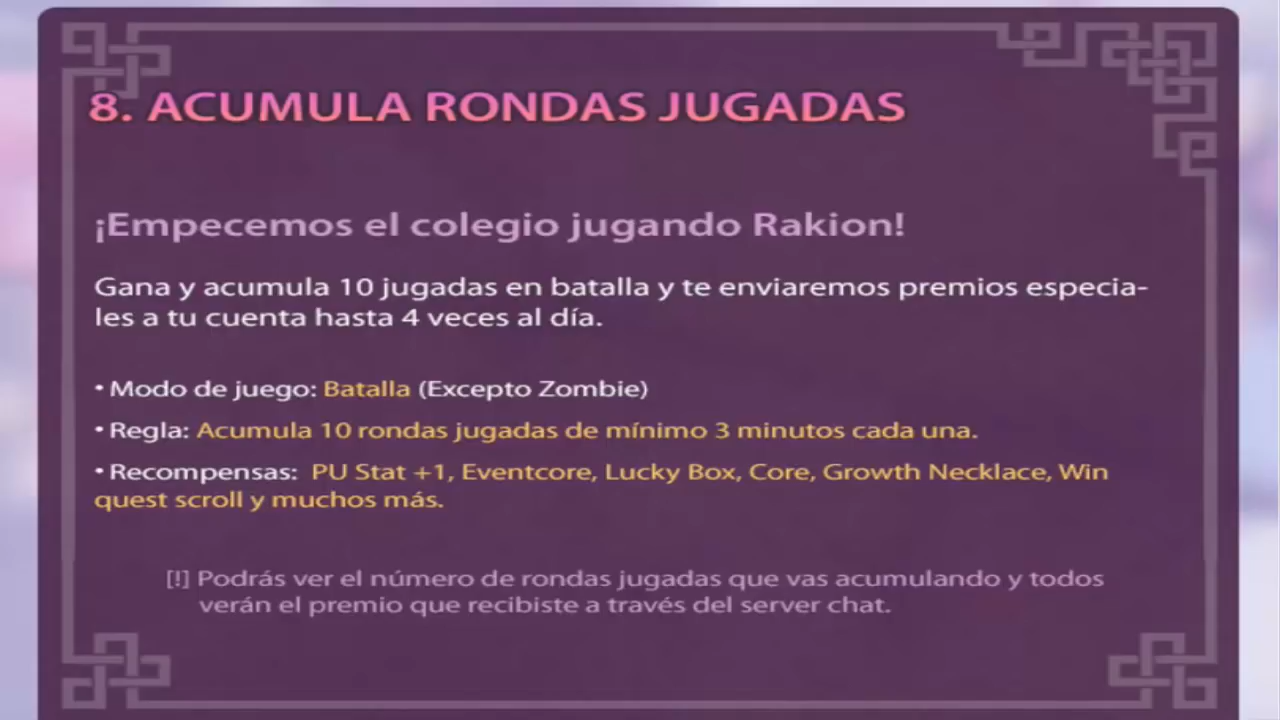 8. ACUMULA RONDAS JUGADAS
¡Empecemos el colegio jugando Rakion!
Gana y acumula 10 jugadas en batalla y te enviaremos premios especia-
les a tu cuenta hasta 4 veces al día.
• Modo de juego: Batalla (Excepto Zombie)
• Regla: Acumula 10 rondas jugadas de mínimo 3 minutos cada una.
• Recompensas: PU Stat +1, Eventcore, Lucky Box, Core, Growth Necklace, Win
quest scroll y muchos más.
[!] Podrás ver el número de rondas jugadas que vas acumulando y todos
verán el premio que recibiste a través del server chat.